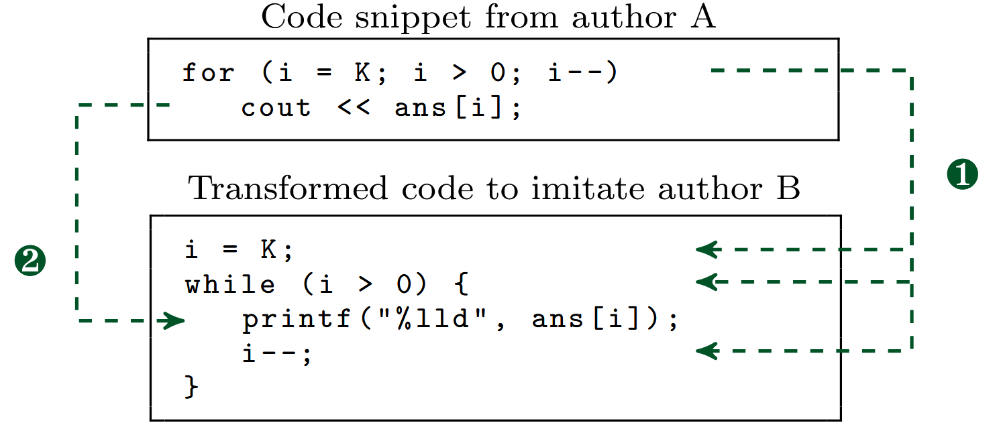 Code snippet from author A
for (i = K; i > 0; i--)
cout << ans[i];
❶
Transformed code to imitate author B
i = K;
❷
while (i > 0) {
printf("%lld", ans[i]);
i--;
}